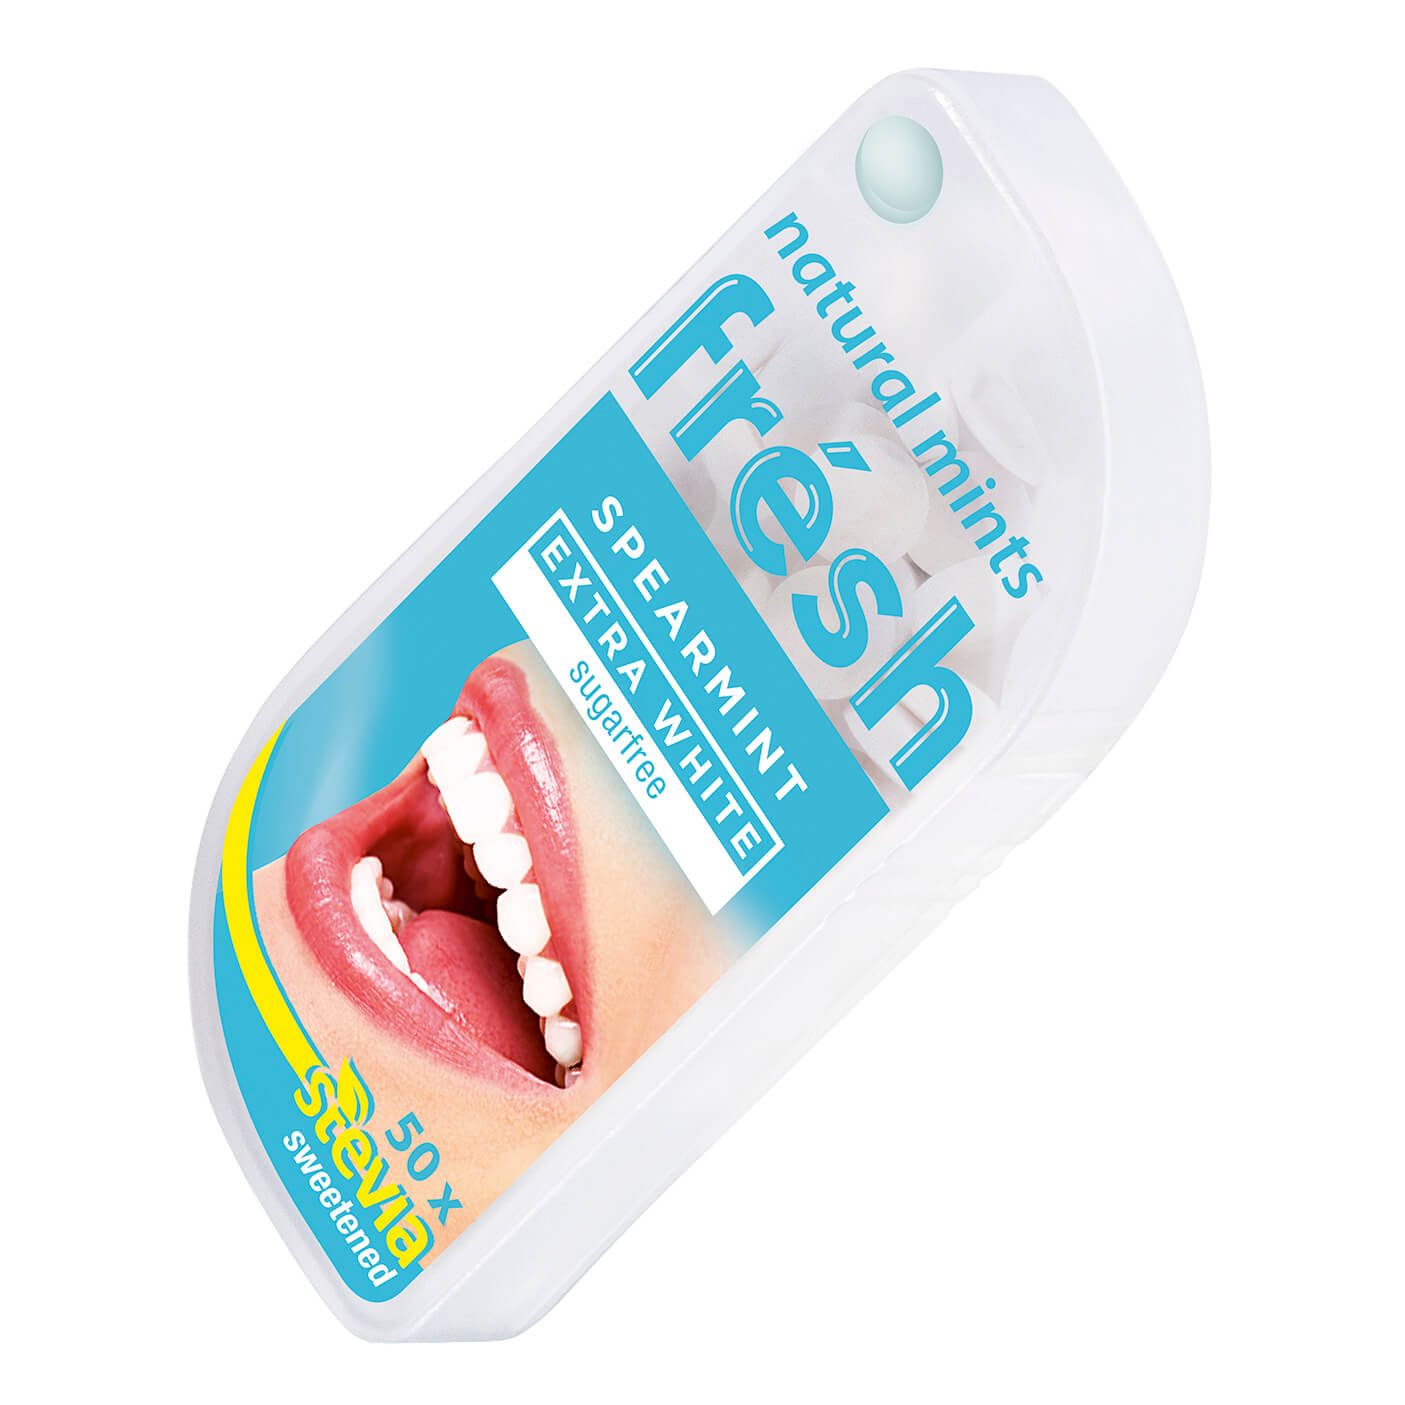 natural mints
frésh
SPEARMINT
EXTRA WHITE
sugarfree
50 x
stevia
sweetened